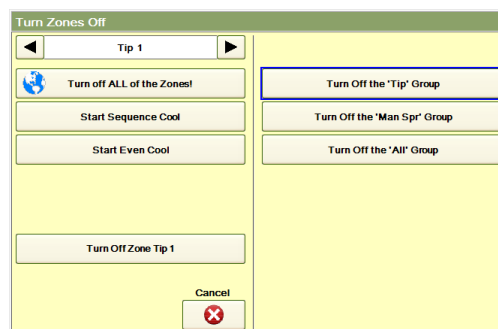 Turn Zones Off
Tip 1
Turn off ALL of the Zones!
Start Sequence Cool
Start Even Cool
Turn Off Zone Tip 1
Cancel
Turn Off the 'Tip' Group
Turn Off the 'Man Spr' Group
Turn Off the 'All' Group